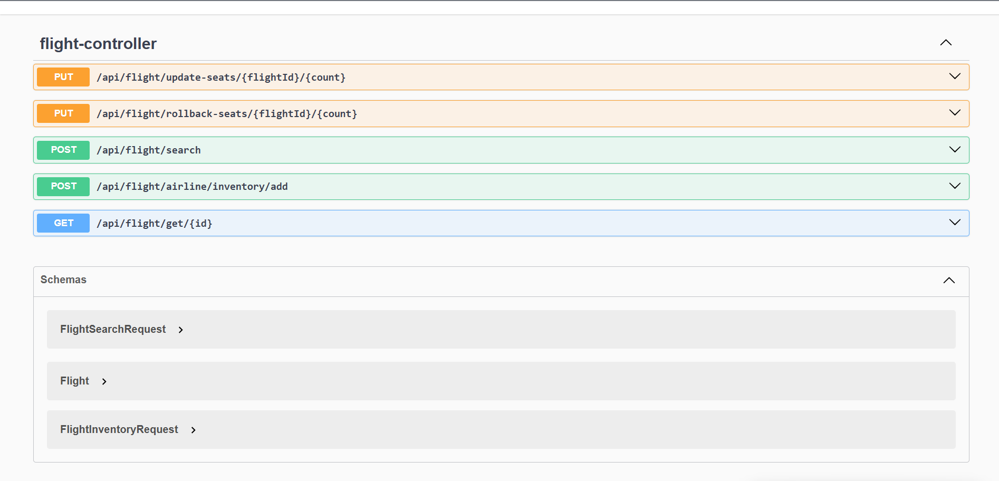 flight-controller
PUT /api/flight/update-seats/{flightId}/{count}
PUT /api/flight/rollback-seats/{flightId}/{count}
POST /api/flight/search
POST /api/flight/airline/inventory/add
GET /api/flight/get/{id}
Schemas
FlightSearchRequest
Flight
FlightInventoryRequest